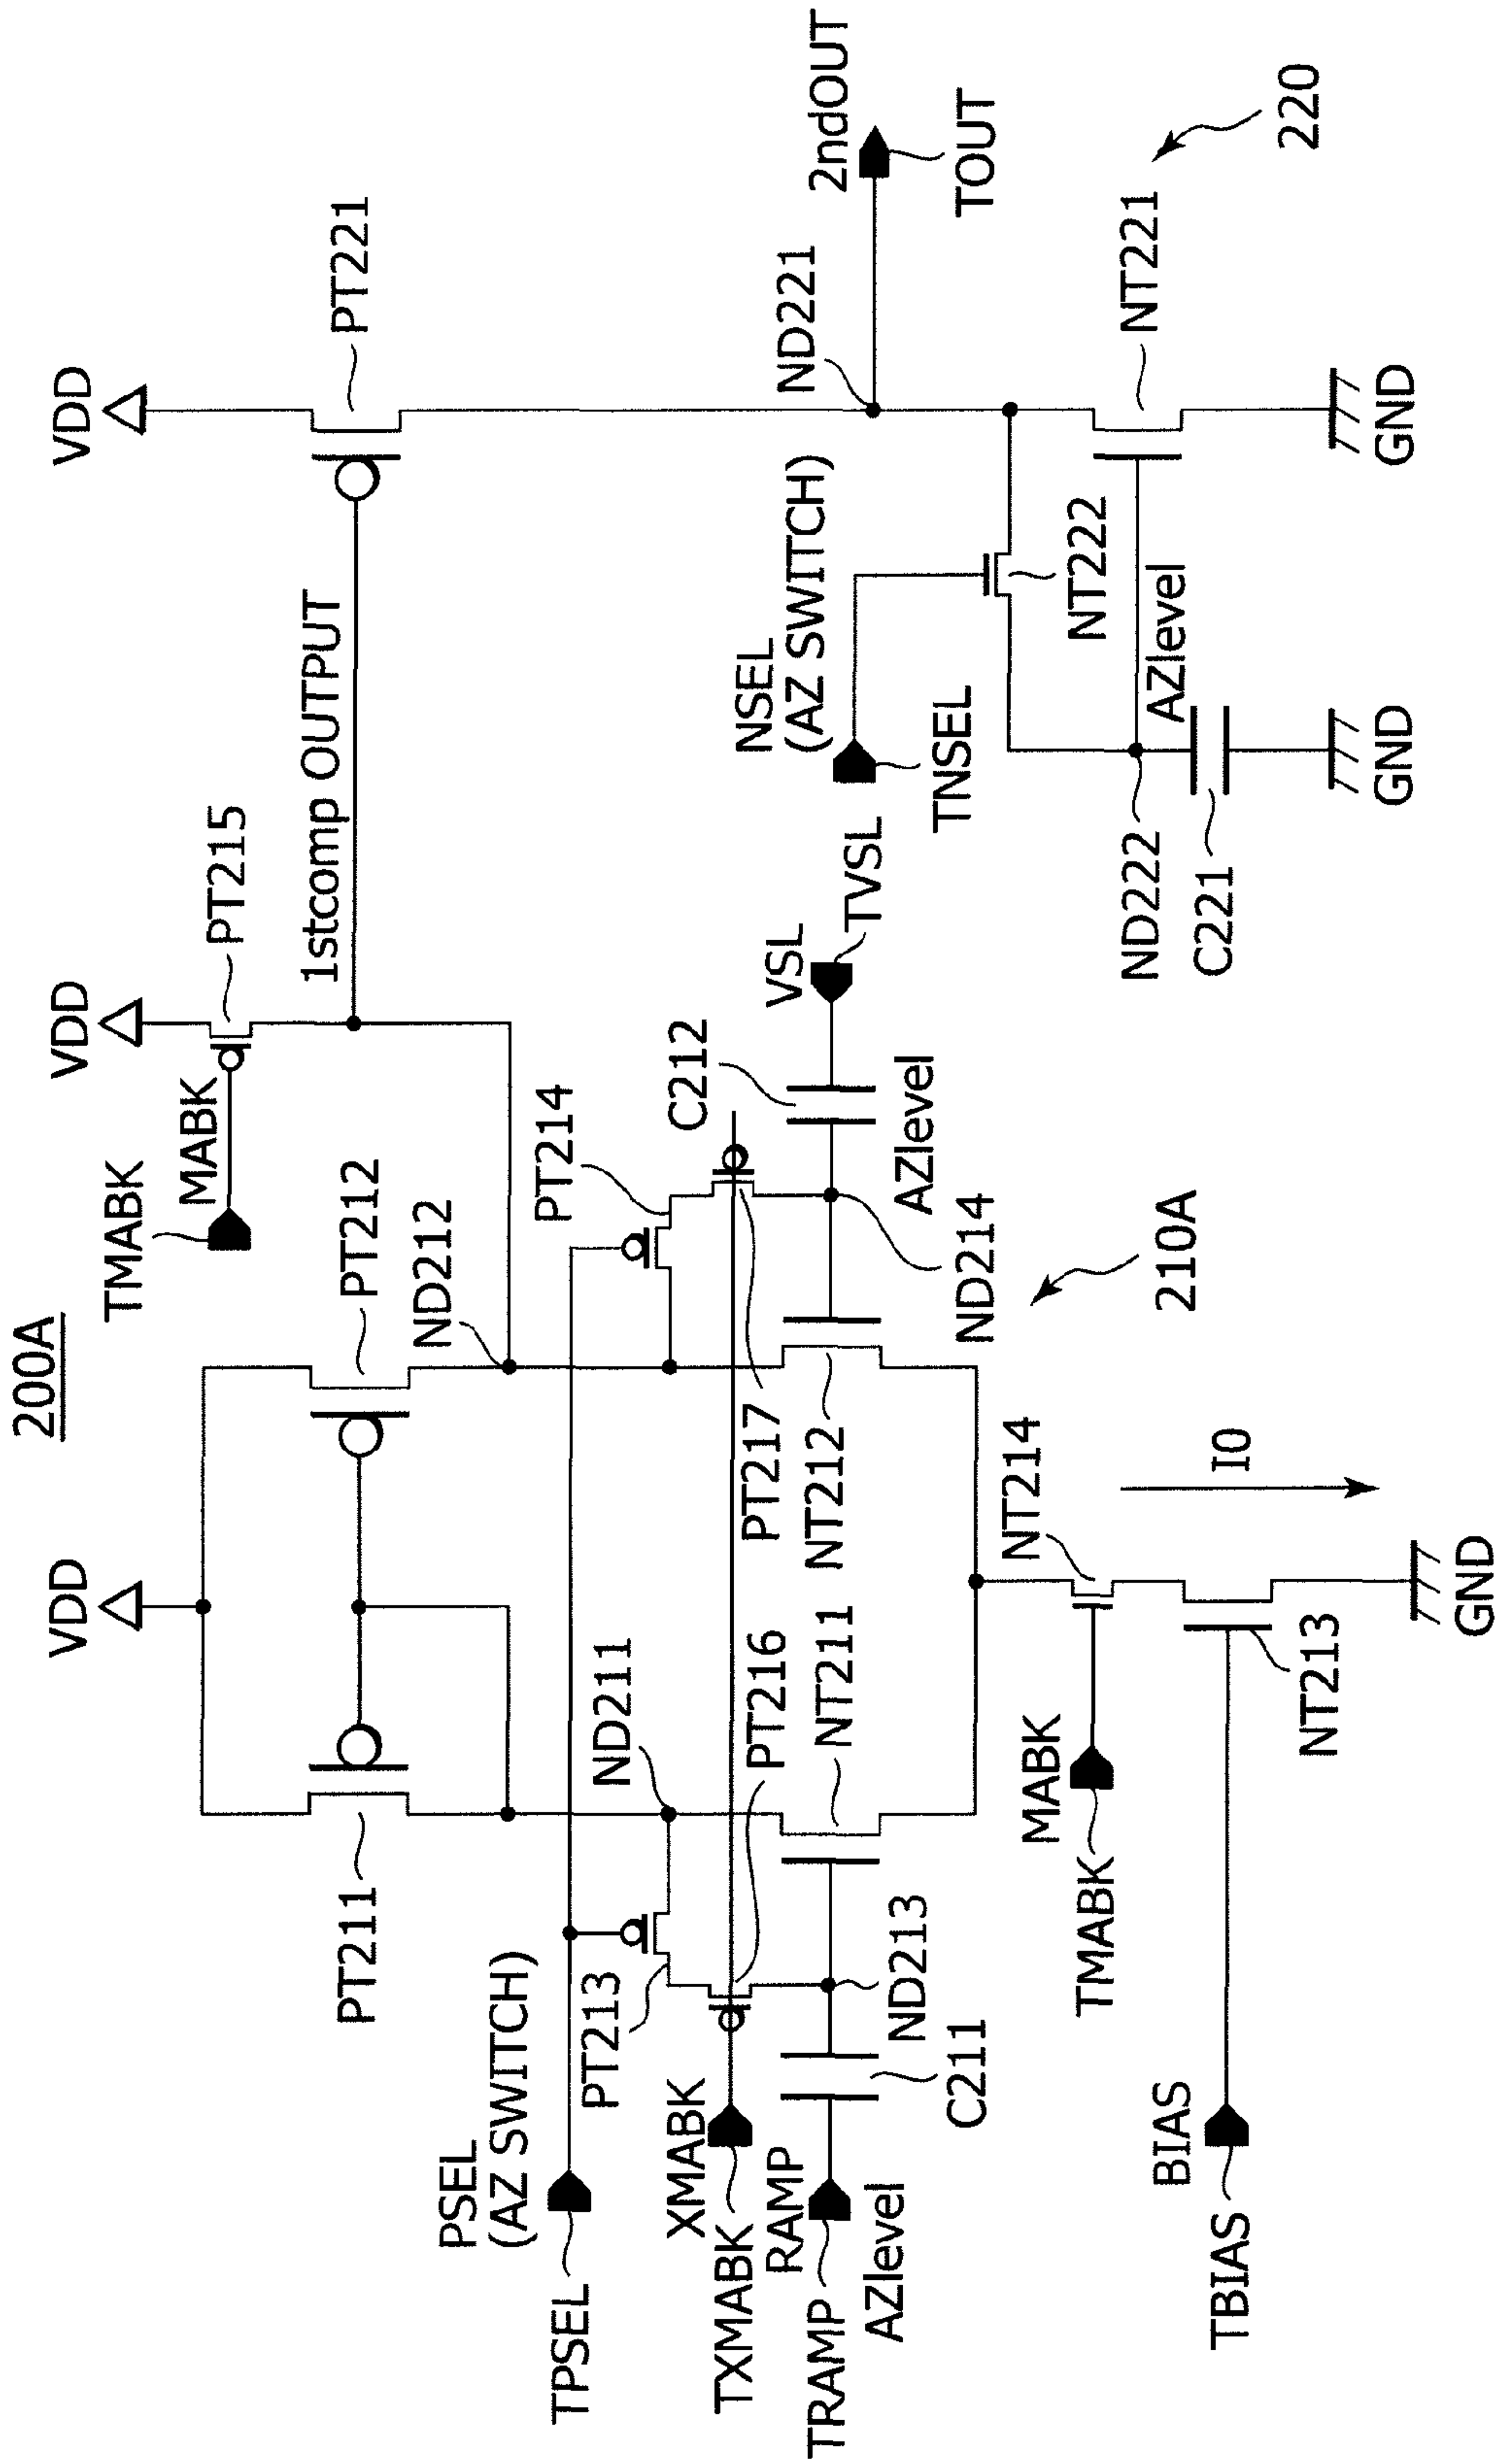 200A
VDD
VDD
VDD
TMABK
MABK
PT215
PT211
PT212
PT221
1stcomp OUTPUT
ND212
PSEL
(AZ SWITCH)
TPSEL
ND211
PT213
PT214
XMABK
TXMABK
PT216
PT217
C212
VSL
TVSL
NSEL
(AZ SWITCH)
TNSEL
ND221
2ndOUT
TOUT
RAMP
TRAMP
AZlevel
C211
ND213
NT211
NT212
AZlevel
ND214
NT222
AZlevel
ND222
C221
NT221
220
210A
MABK
TMABK
NT214
I0
BIAS
TBIAS
NT213
GND
GND
GND